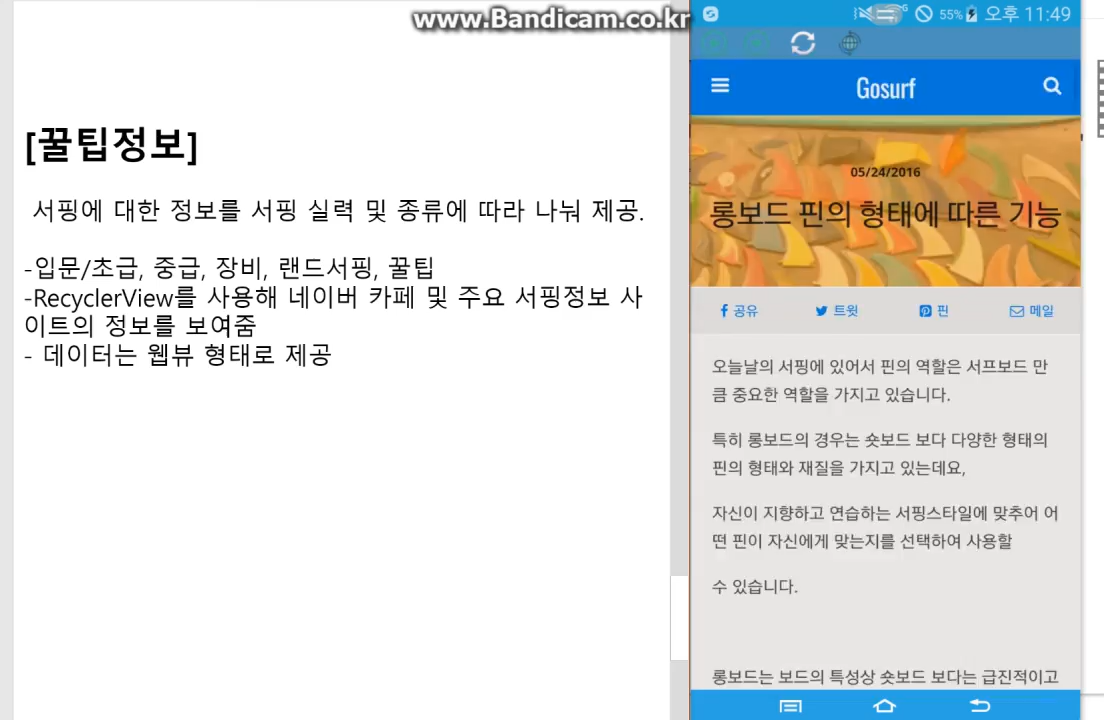 www.Bandicam.co.kr
[꿀팁정보]
서핑에 대한 정보를 서핑 실력 및 종류에 따라 나눠 제공.
-입문/초급, 중급, 장비, 랜드서핑, 꿀팁
-RecyclerView를 사용해 네이버 카페 및 주요 서핑정보 사
이트의 정보를 보여줌
- 데이터는 웹뷰 형태로 제공
55% 오후 11:49
Gosurf
05/24/2016
롱보드 핀의 형태에 따른 기능
공유 트윗 핀 메일
오늘날의 서핑에 있어서 핀의 역할은 서프보드 만
큼 중요한 역할을 가지고 있습니다.
특히 롱보드의 경우는 숏보드 보다 다양한 형태의
핀의 형태와 재질을 가지고 있는데요,
자신이 지향하고 연습하는 서핑스타일에 맞추어 어
떤 핀이 자신에게 맞는지를 선택하여 사용할
수 있습니다.
롱보드는 보드의 특성상 숏보드 보다는 급진적이고